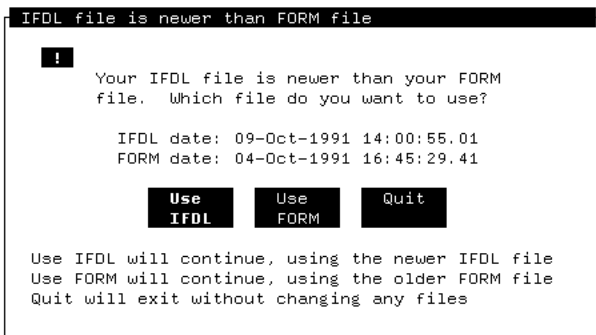 IFDL file is newer than FORM file
!
Your IFDL file is newer than your FORM
file.  Which file do you want to use?
IFDL date: 09-Oct-1991 14:00:55.01
FORM date: 04-Oct-1991 16:45:29.41
Use IFDL
Use FORM
Quit
Use IFDL will continue, using the newer IFDL file
Use FORM will continue, using the older FORM file
Quit will exit without changing any files